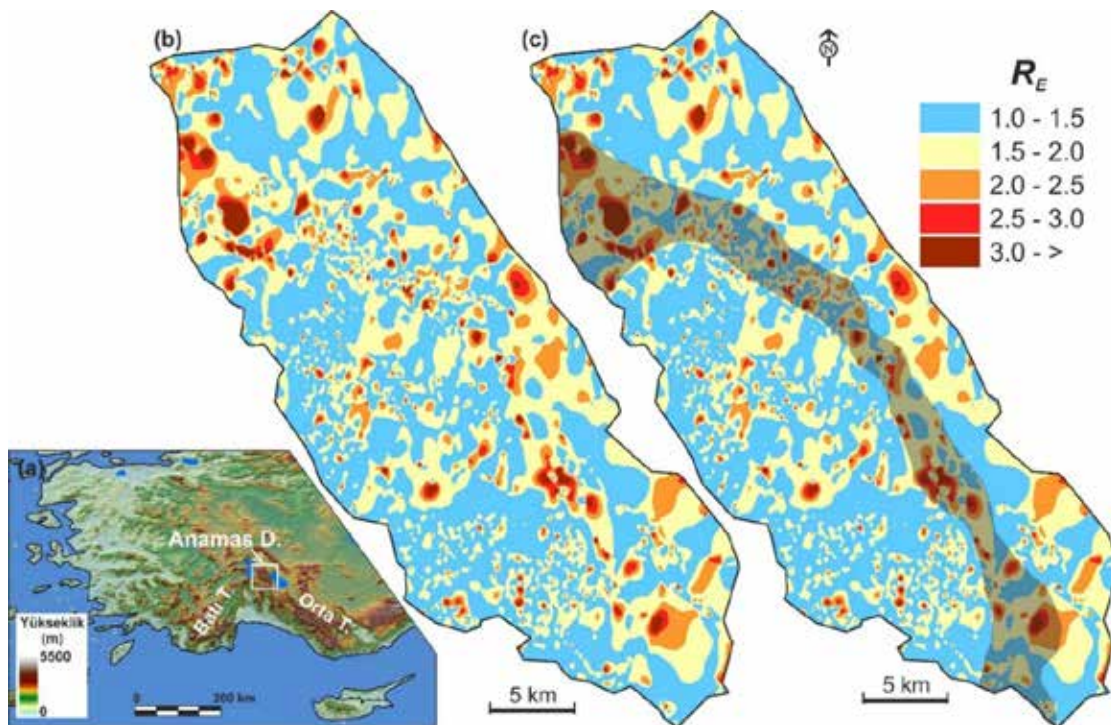 (b)
(c)
N
R_E
1.0 - 1.5
1.5 - 2.0
2.0 - 2.5
2.5 - 3.0
3.0 - >
(a)
Anamas D.
Batı T.
Orta T.
Yükseklik
(m)
5500
0
0 200 km
5 km
5 km